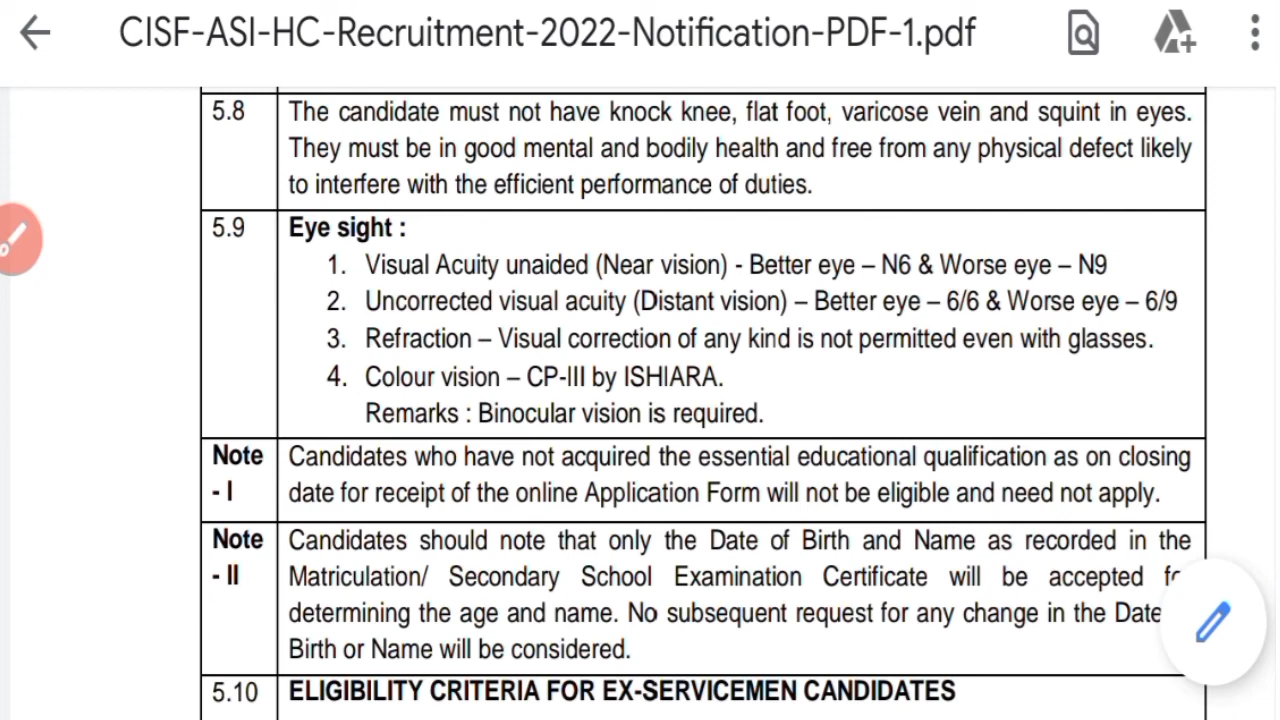 CISF-ASI-HC-Recruitment-2022-Notification-PDF-1.pdf
5.8 The candidate must not have knock knee, flat foot, varicose vein and squint in eyes.
They must be in good mental and bodily health and free from any physical defect likely
to interfere with the efficient performance of duties.
5.9 Eye sight :
1. Visual Acuity unaided (Near vision) - Better eye – N6 & Worse eye – N9
2. Uncorrected visual acuity (Distant vision) – Better eye – 6/6 & Worse eye – 6/9
3. Refraction – Visual correction of any kind is not permitted even with glasses.
4. Colour vision – CP-III by ISHIARA.
Remarks : Binocular vision is required.
Note Candidates who have not acquired the essential educational qualification as on closing
- I date for receipt of the online Application Form will not be eligible and need not apply.
Note Candidates should note that only the Date of Birth and Name as recorded in the
- II Matriculation/ Secondary School Examination Certificate will be accepted
determining the age and name. No subsequent request for any change in the Date
Birth or Name will be considered.
5.10 ELIGIBILITY CRITERIA FOR EX-SERVICEMEN CANDIDATES